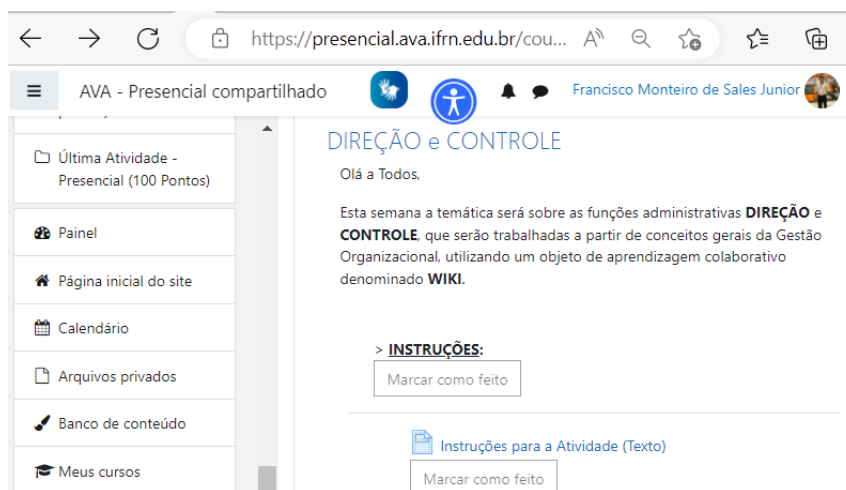 https://presencial.ava.ifrn.edu.br/cou...
AVA - Presencial compartilhado
Francisco Monteiro de Sales Junior
Última Atividade -
Presencial (100 Pontos)
Painel
Página inicial do site
Calendário
Arquivos privados
Banco de conteúdo
Meus cursos
DIREÇÃO e CONTROLE
Olá a Todos,
Esta semana a temática será sobre as funções administrativas DIREÇÃO e
CONTROLE, que serão trabalhadas a partir de conceitos gerais da Gestão
Organizacional, utilizando um objeto de aprendizagem colaborativo
denominado WIKI.
> INSTRUÇÕES:
Marcar como feito
Instruções para a Atividade (Texto)
Marcar como feito